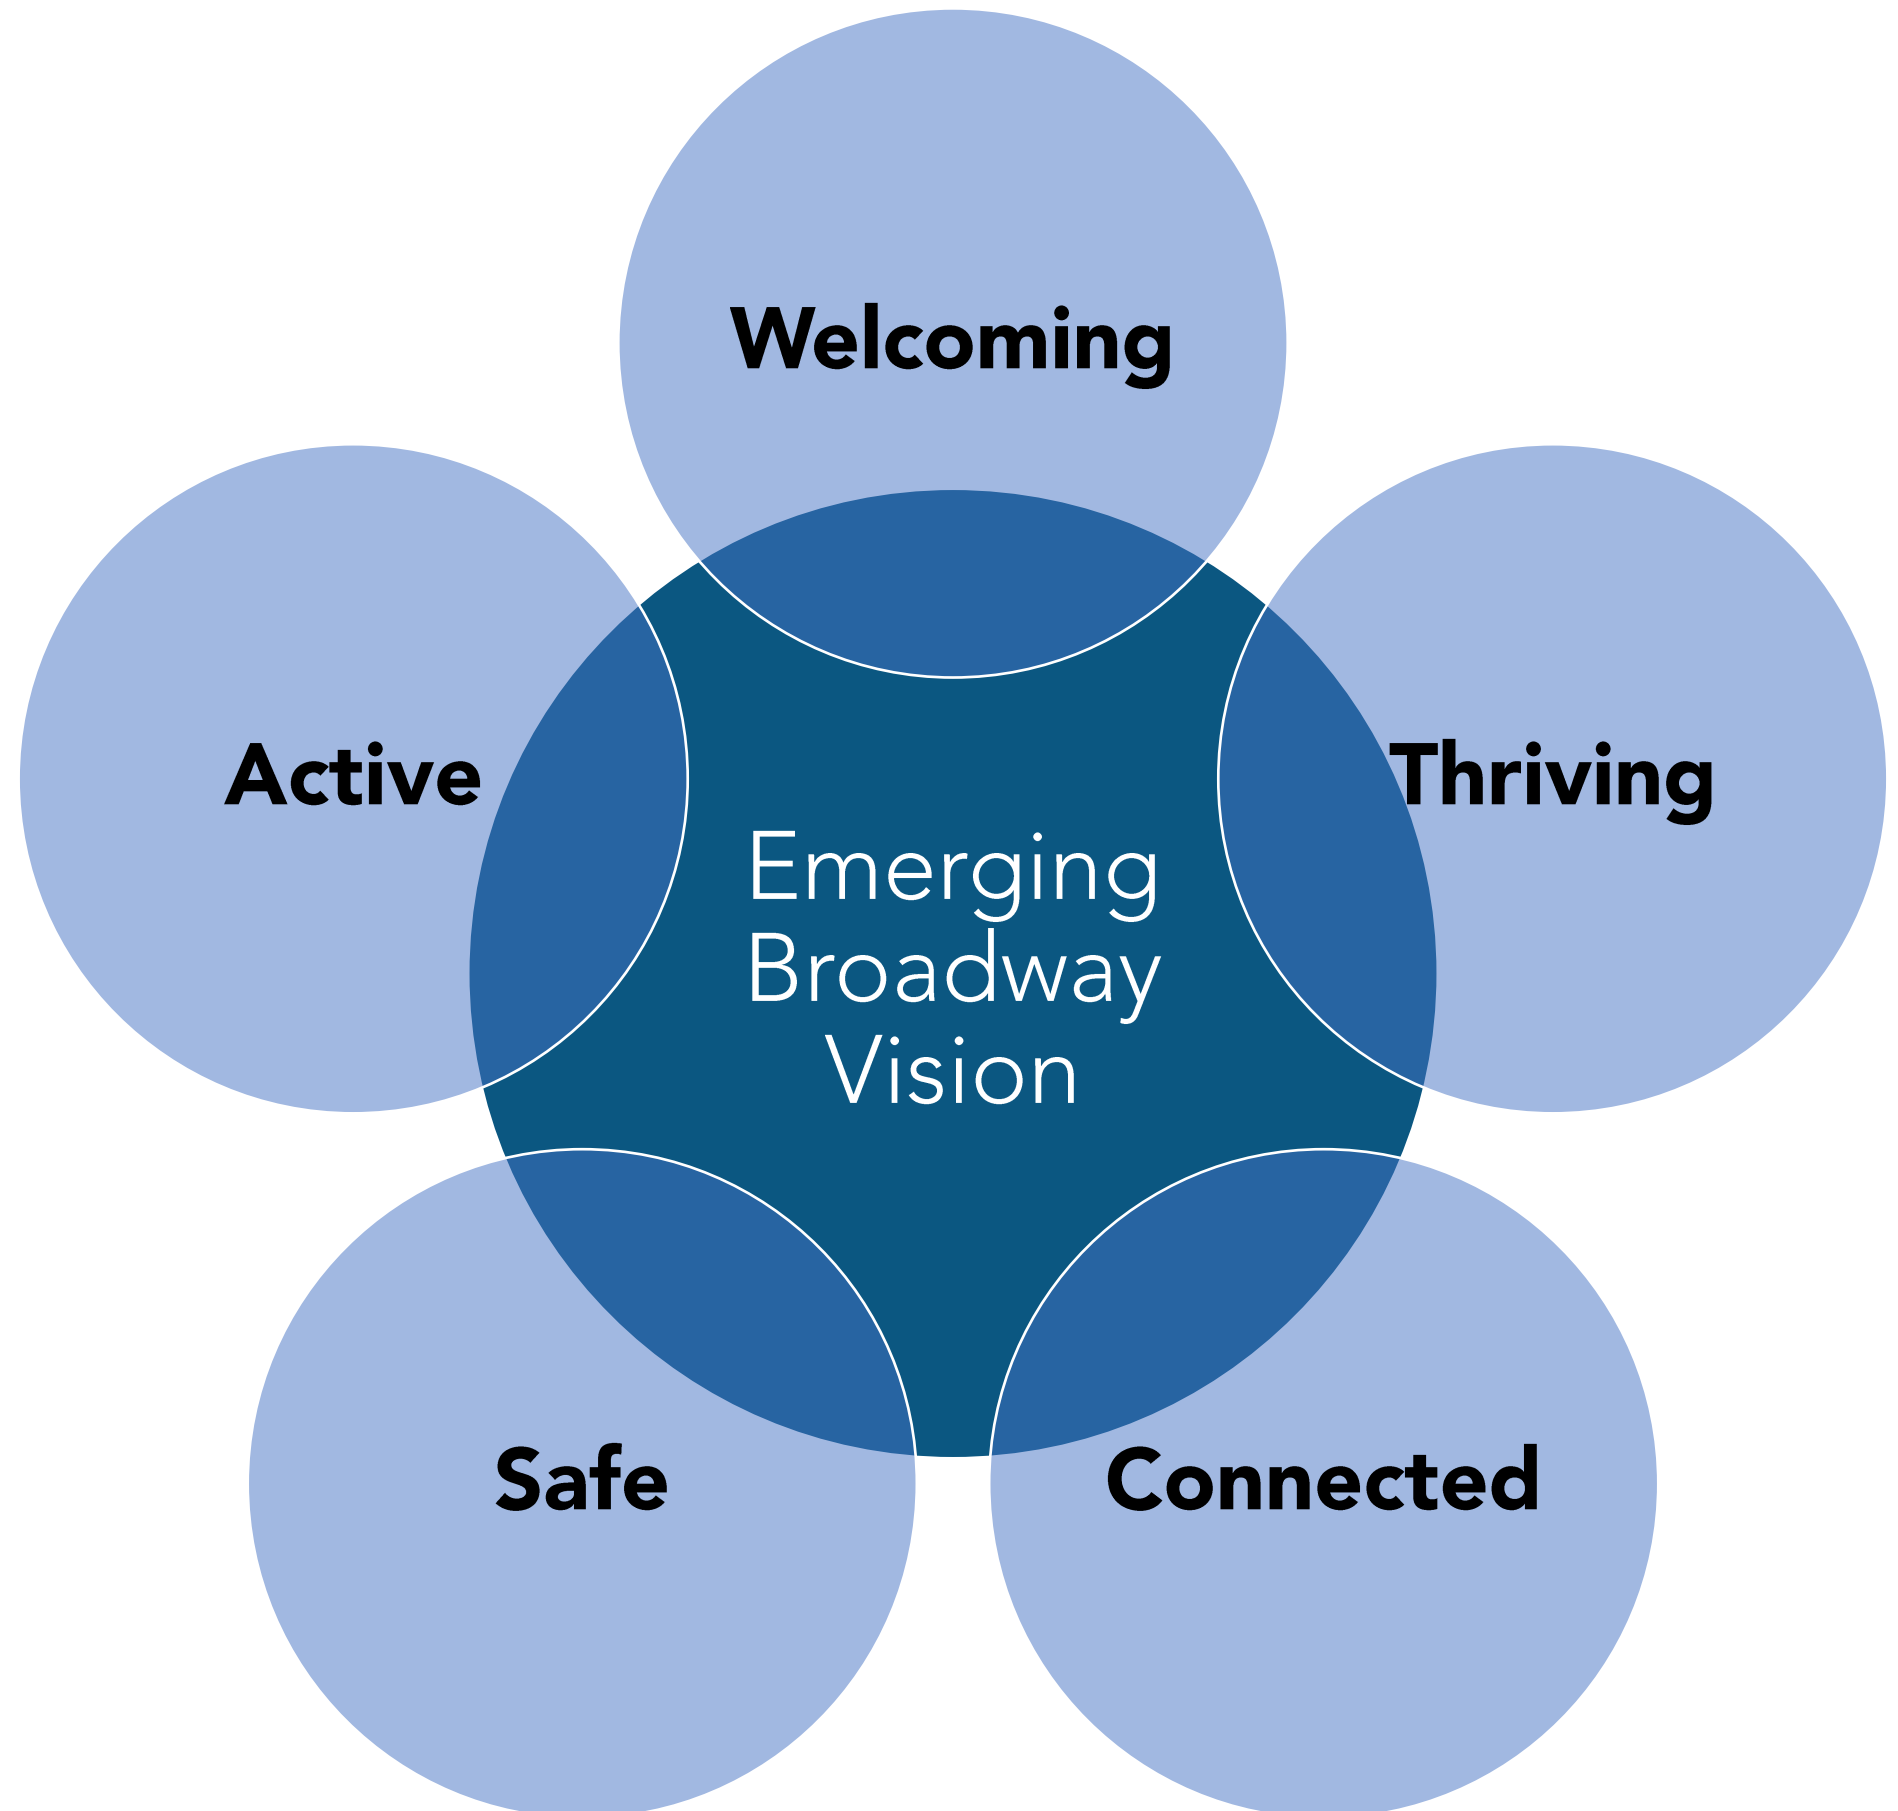 Welcoming
Active
Thriving
Emerging
Broadway
Vision
Safe
Connected